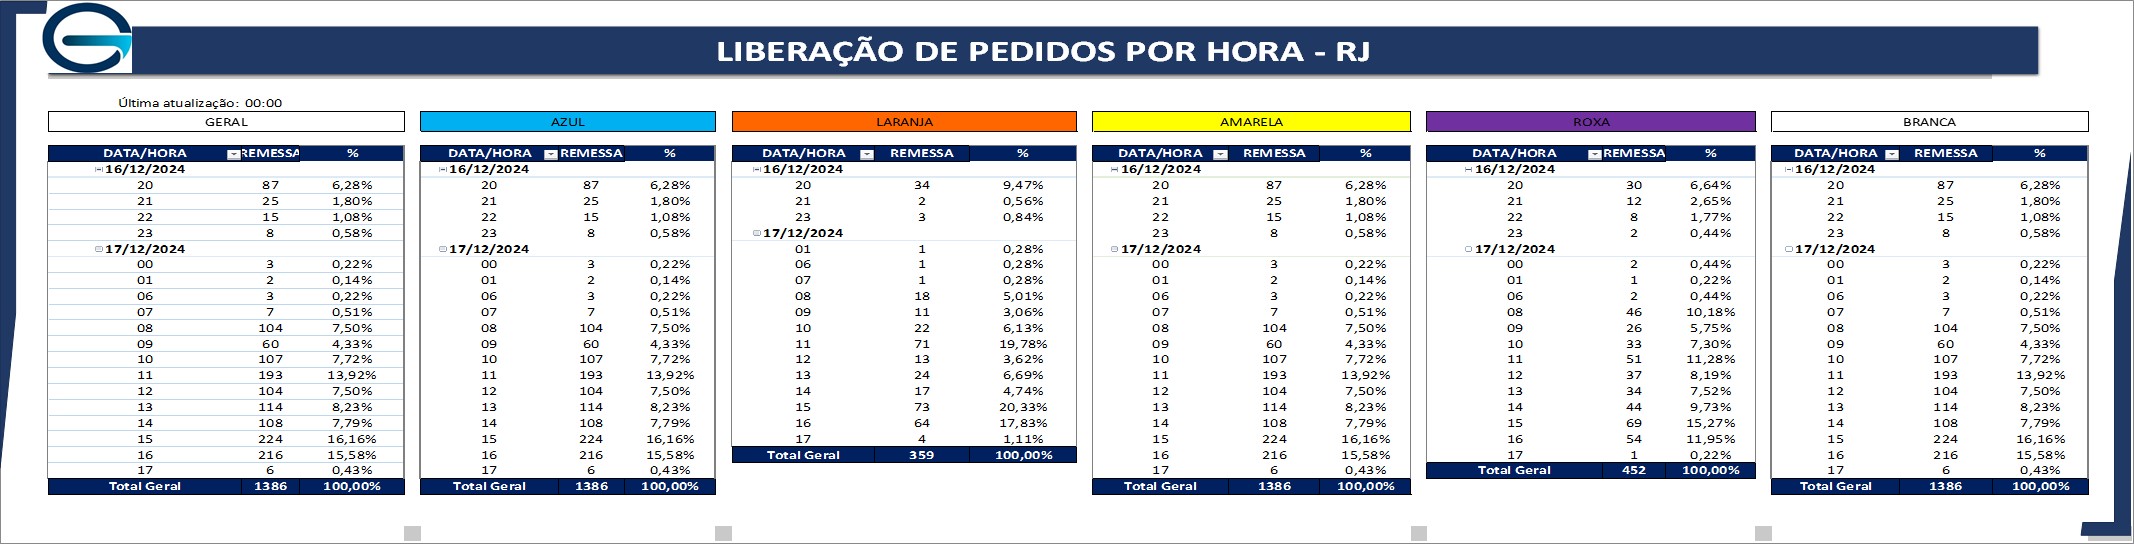 LIBERAÇÃO DE PEDIDOS POR HORA - RJ
Última atualização: 00:00
GERAL
DATA/HORA REMESSA %
16/12/2024
20 87 6,28%
21 25 1,80%
22 15 1,08%
23 8 0,58%
17/12/2024
00 3 0,22%
01 2 0,14%
06 3 0,22%
07 7 0,51%
08 104 7,50%
09 60 4,33%
10 107 7,72%
11 193 13,92%
12 104 7,50%
13 114 8,23%
14 108 7,79%
15 224 16,16%
16 216 15,58%
17 6 0,43%
Total Geral 1386 100,00%
AZUL
DATA/HORA REMESSA %
16/12/2024
20 87 6,28%
21 25 1,80%
22 15 1,08%
23 8 0,58%
17/12/2024
00 3 0,22%
01 2 0,14%
06 3 0,22%
07 7 0,51%
08 104 7,50%
09 60 4,33%
10 107 7,72%
11 193 13,92%
12 104 7,50%
13 114 8,23%
14 108 7,79%
15 224 16,16%
16 216 15,58%
17 6 0,43%
Total Geral 1386 100,00%
LARANJA
DATA/HORA REMESSA %
16/12/2024
20 34 9,47%
21 2 0,56%
23 3 0,84%
17/12/2024
01 1 0,28%
06 1 0,28%
07 1 0,28%
08 18 5,01%
09 11 3,06%
10 22 6,13%
11 71 19,78%
12 13 3,62%
13 24 6,69%
14 17 4,74%
15 73 20,33%
16 64 17,83%
17 4 1,11%
Total Geral 359 100,00%
AMARELA
DATA/HORA REMESSA %
16/12/2024
20 87 6,28%
21 25 1,80%
22 15 1,08%
23 8 0,58%
17/12/2024
00 3 0,22%
01 2 0,14%
06 3 0,22%
07 7 0,51%
08 104 7,50%
09 60 4,33%
10 107 7,72%
11 193 13,92%
12 104 7,50%
13 114 8,23%
14 108 7,79%
15 224 16,16%
16 216 15,58%
17 6 0,43%
Total Geral 1386 100,00%
ROXA
DATA/HORA REMESSA %
16/12/2024
20 30 6,64%
21 12 2,65%
22 8 1,77%
23 2 0,44%
17/12/2024
00 2 0,44%
01 1 0,22%
06 2 0,44%
08 46 10,18%
09 26 5,75%
10 33 7,30%
11 51 11,28%
12 37 8,19%
13 34 7,52%
14 44 9,73%
15 69 15,27%
16 54 11,95%
17 1 0,22%
Total Geral 452 100,00%
BRANCA
DATA/HORA REMESSA %
16/12/2024
20 87 6,28%
21 25 1,80%
22 15 1,08%
23 8 0,58%
17/12/2024
00 3 0,22%
01 2 0,14%
06 3 0,22%
07 7 0,51%
08 104 7,50%
09 60 4,33%
10 107 7,72%
11 193 13,92%
12 104 7,50%
13 114 8,23%
14 108 7,79%
15 224 16,16%
16 216 15,58%
17 6 0,43%
Total Geral 1386 100,00%